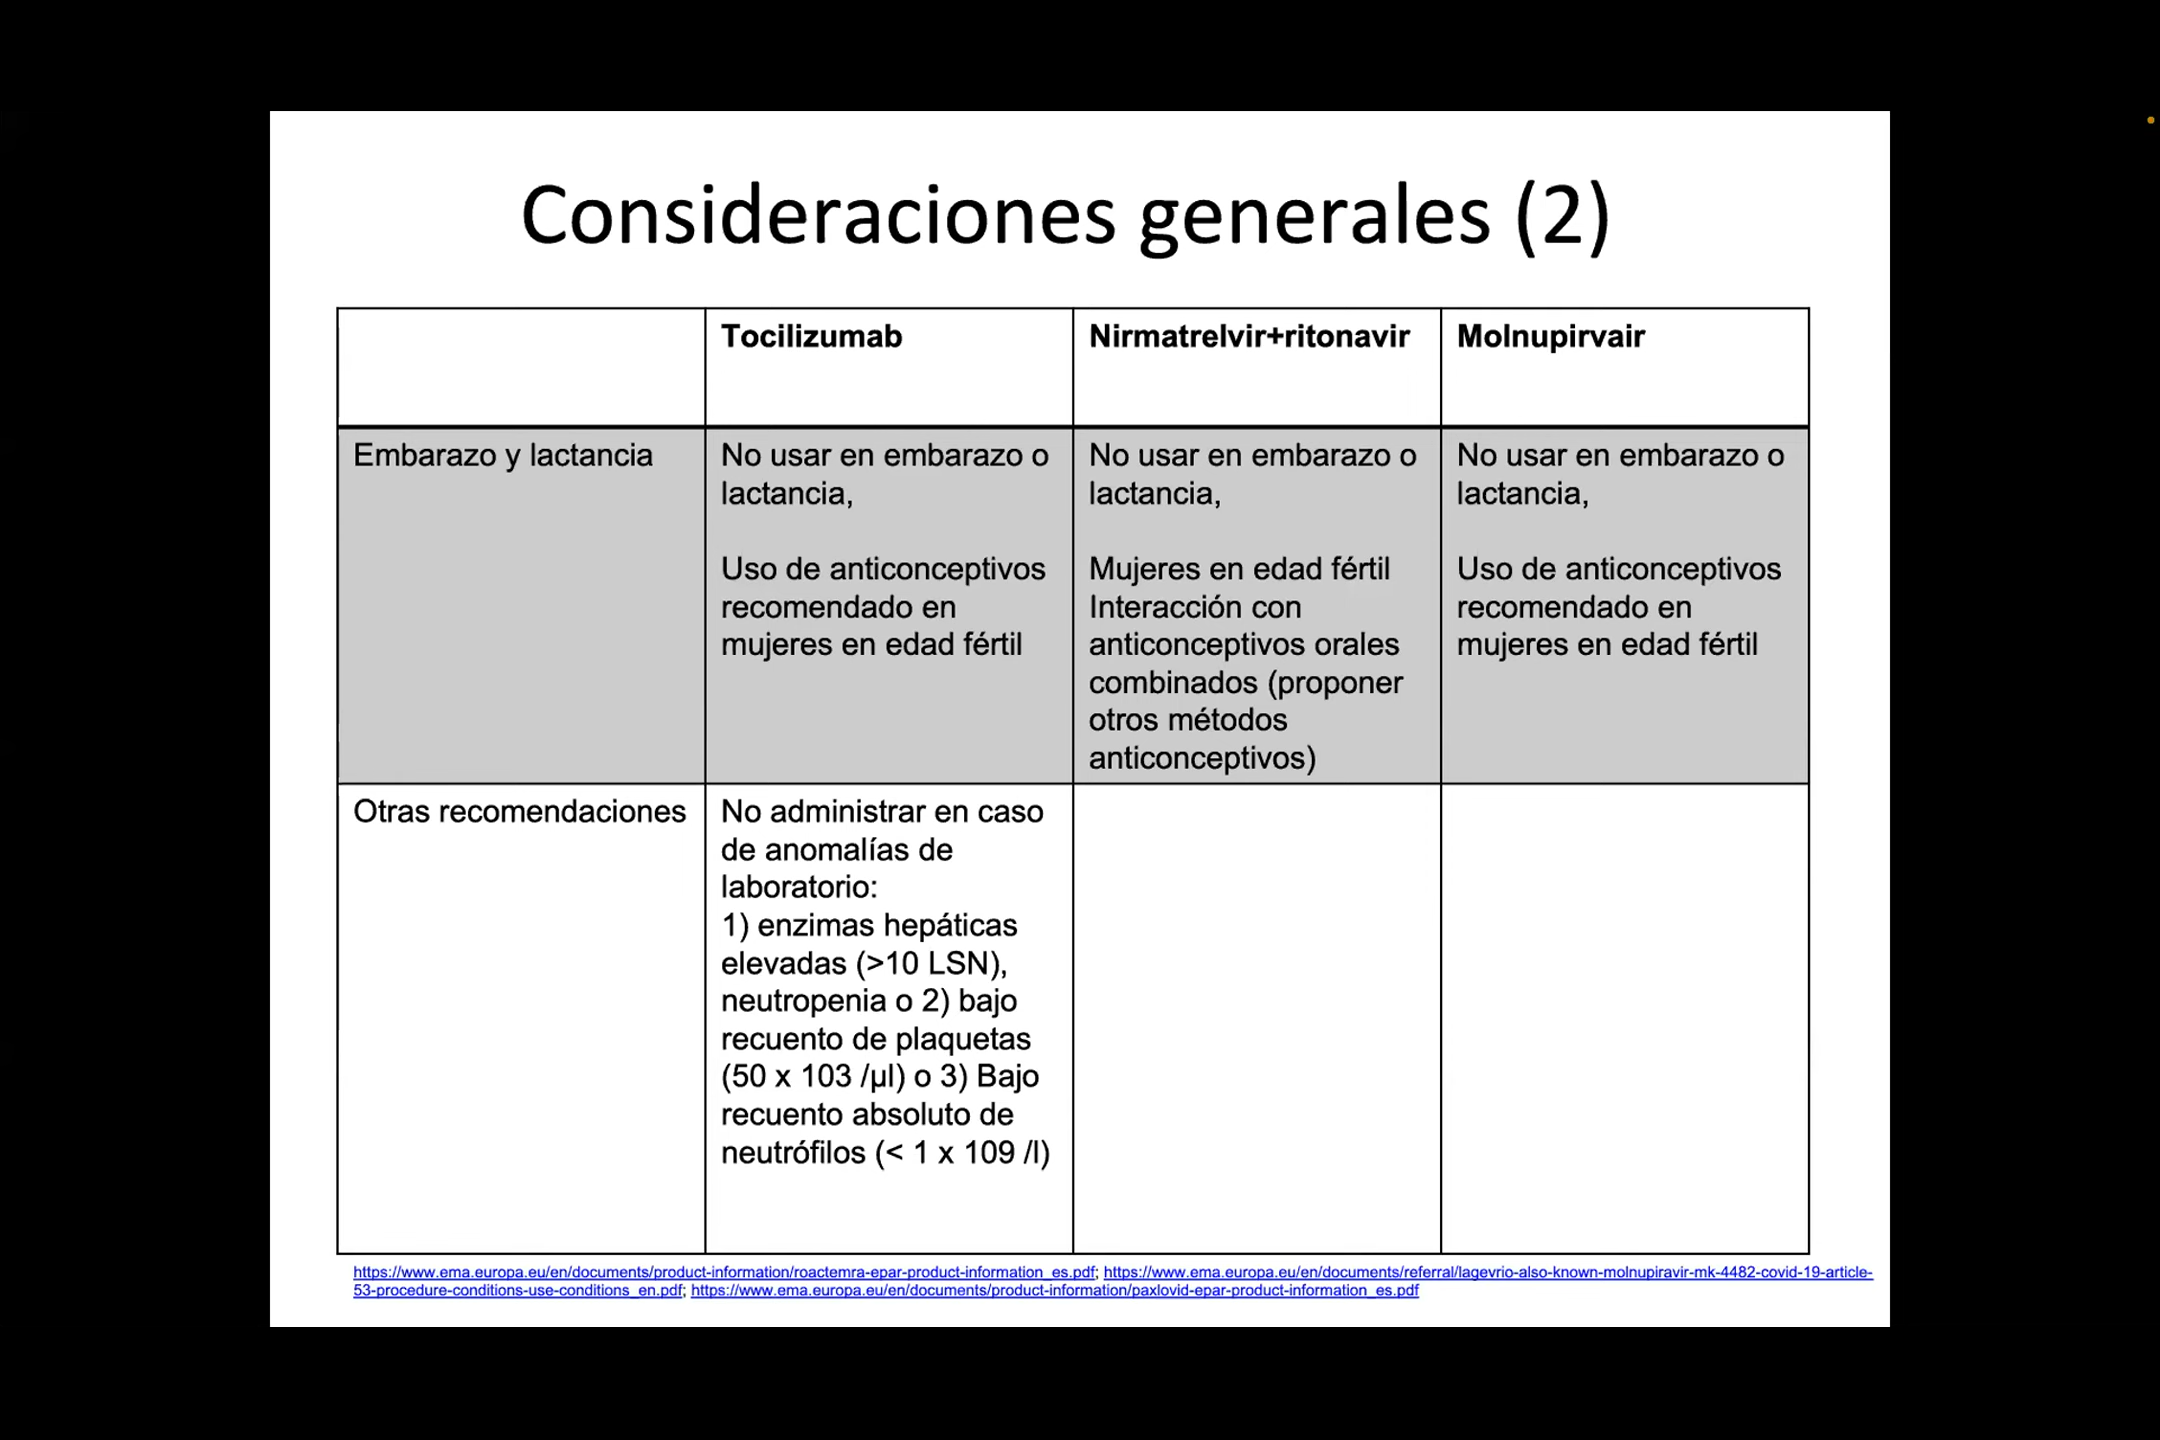 Consideraciones generales (2)
Tocilizumab
Nirmatrelvir+ritonavir
Molnupirvair
Embarazo y lactancia
No usar en embarazo o
lactancia,
Uso de anticonceptivos
recomendado en
mujeres en edad fértil
No usar en embarazo o
lactancia,
Mujeres en edad fértil
Interacción con
anticonceptivos orales
combinados (proponer
otros métodos
anticonceptivos)
No usar en embarazo o
lactancia,
Uso de anticonceptivos
recomendado en
mujeres en edad fértil
Otras recomendaciones
No administrar en caso
de anomalías de
laboratorio:
1) enzimas hepáticas
elevadas (>10 LSN),
neutropenia o 2) bajo
recuento de plaquetas
(50 x 103 /µl) o 3) Bajo
recuento absoluto de
neutrófilos (< 1 x 109 /l)
https://www.ema.europa.eu/en/documents/product-information/roactemra-epar-product-information_es.pdf; https://www.ema.europa.eu/en/documents/referral/lagevrio-also-known-molnupiravir-mk-4482-covid-19-article-
53-procedure-conditions-use-conditions_en.pdf; https://www.ema.europa.eu/en/documents/product-information/paxlovid-epar-product-information_es.pdf